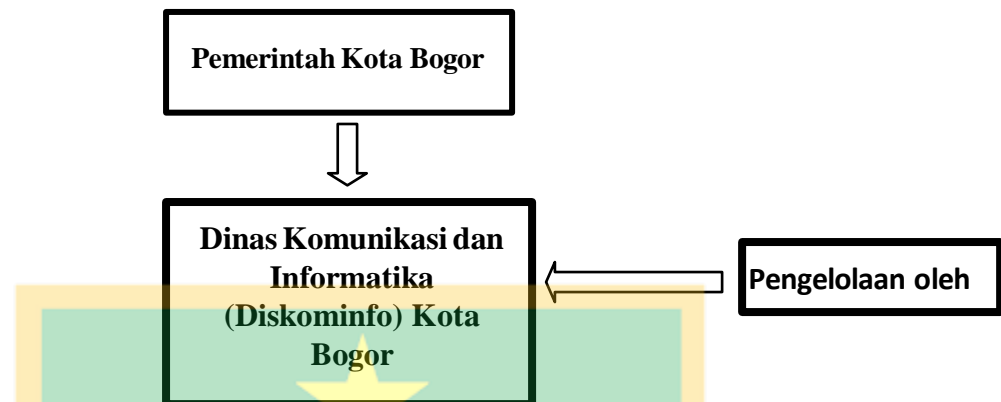 Pemerintah Kota Bogor
Dinas Komunikasi dan
Informatika
(Diskominfo) Kota
Bogor
Pengelolaan oleh